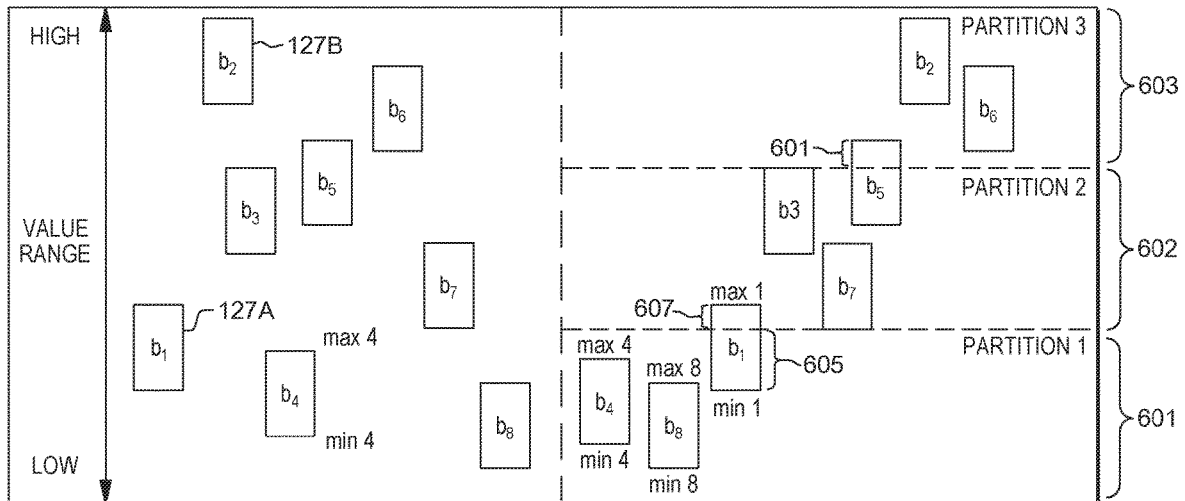 HIGH
VALUE
RANGE
LOW
b₂
127B
b₆
b₅
b₃
b₇
127A
b₁
max 4
b₄
min 4
b₈
PARTITION 3
b₂
b₆
603
601
PARTITION 2
b3
b₅
602
b₇
max 1
607
PARTITION 1
max 4
b₁
max 8
605
b₄
b₈
min 1
min 4
min 8
601